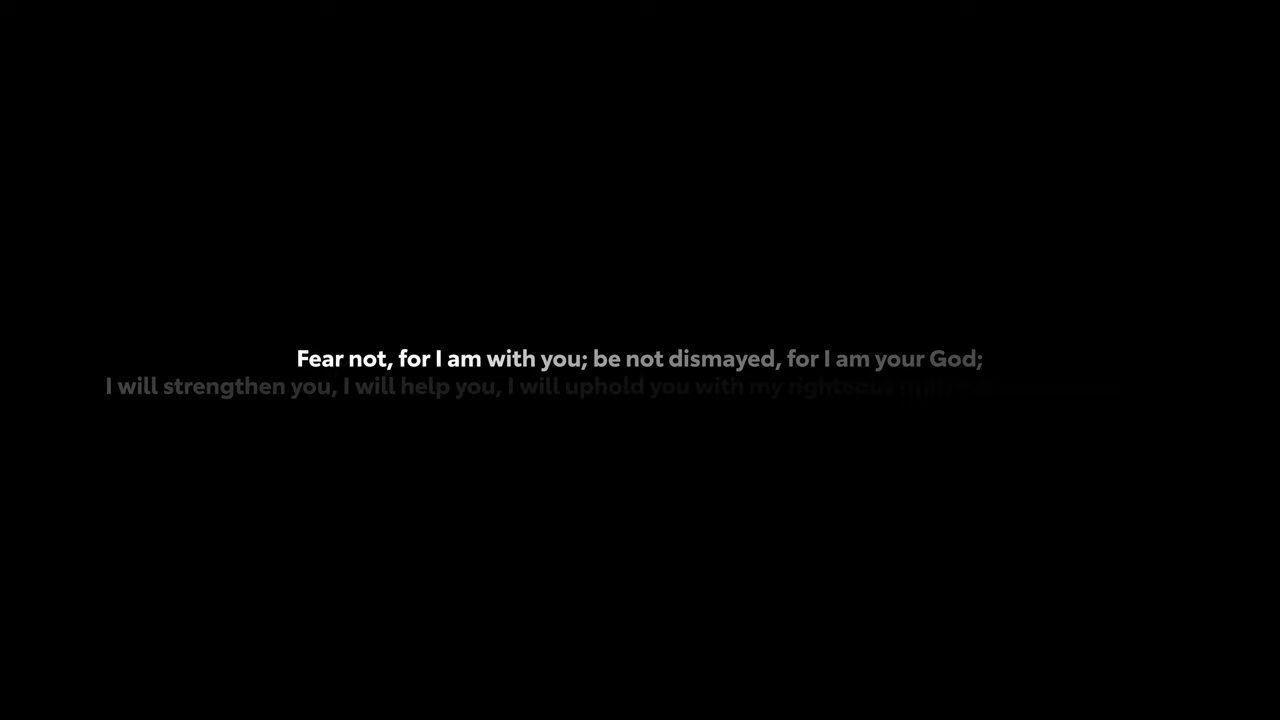 Fear not, for I am with you; be not dismayed, for I am your God;
I will strengthen you, I will help you, I will uphold you with my righteous